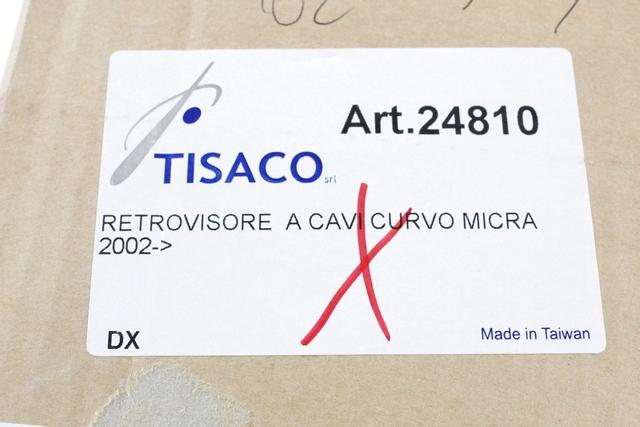 Art.24810
TISACO srl
RETROVISORE A CAVI CURVO MICRA
2002->
DX
Made in Taiwan